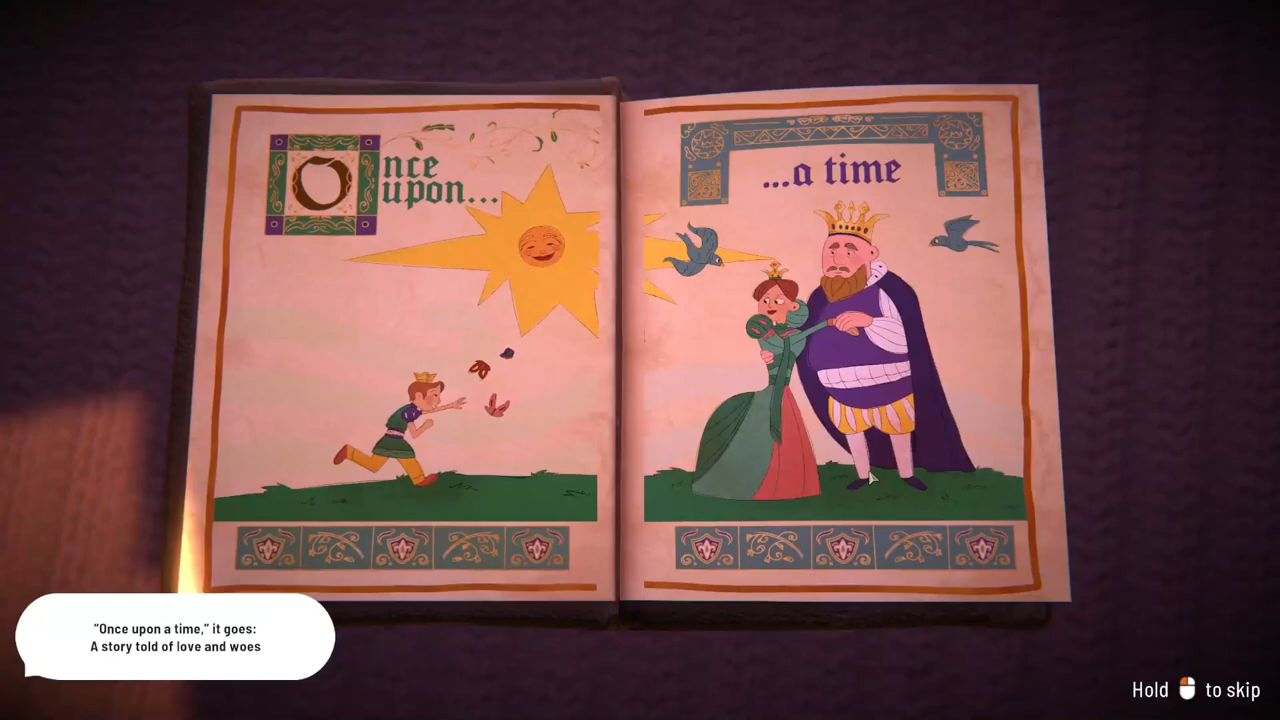 Once
upon...
...a time
“Once upon a time,” it goes:
A story told of love and woes
Hold to skip